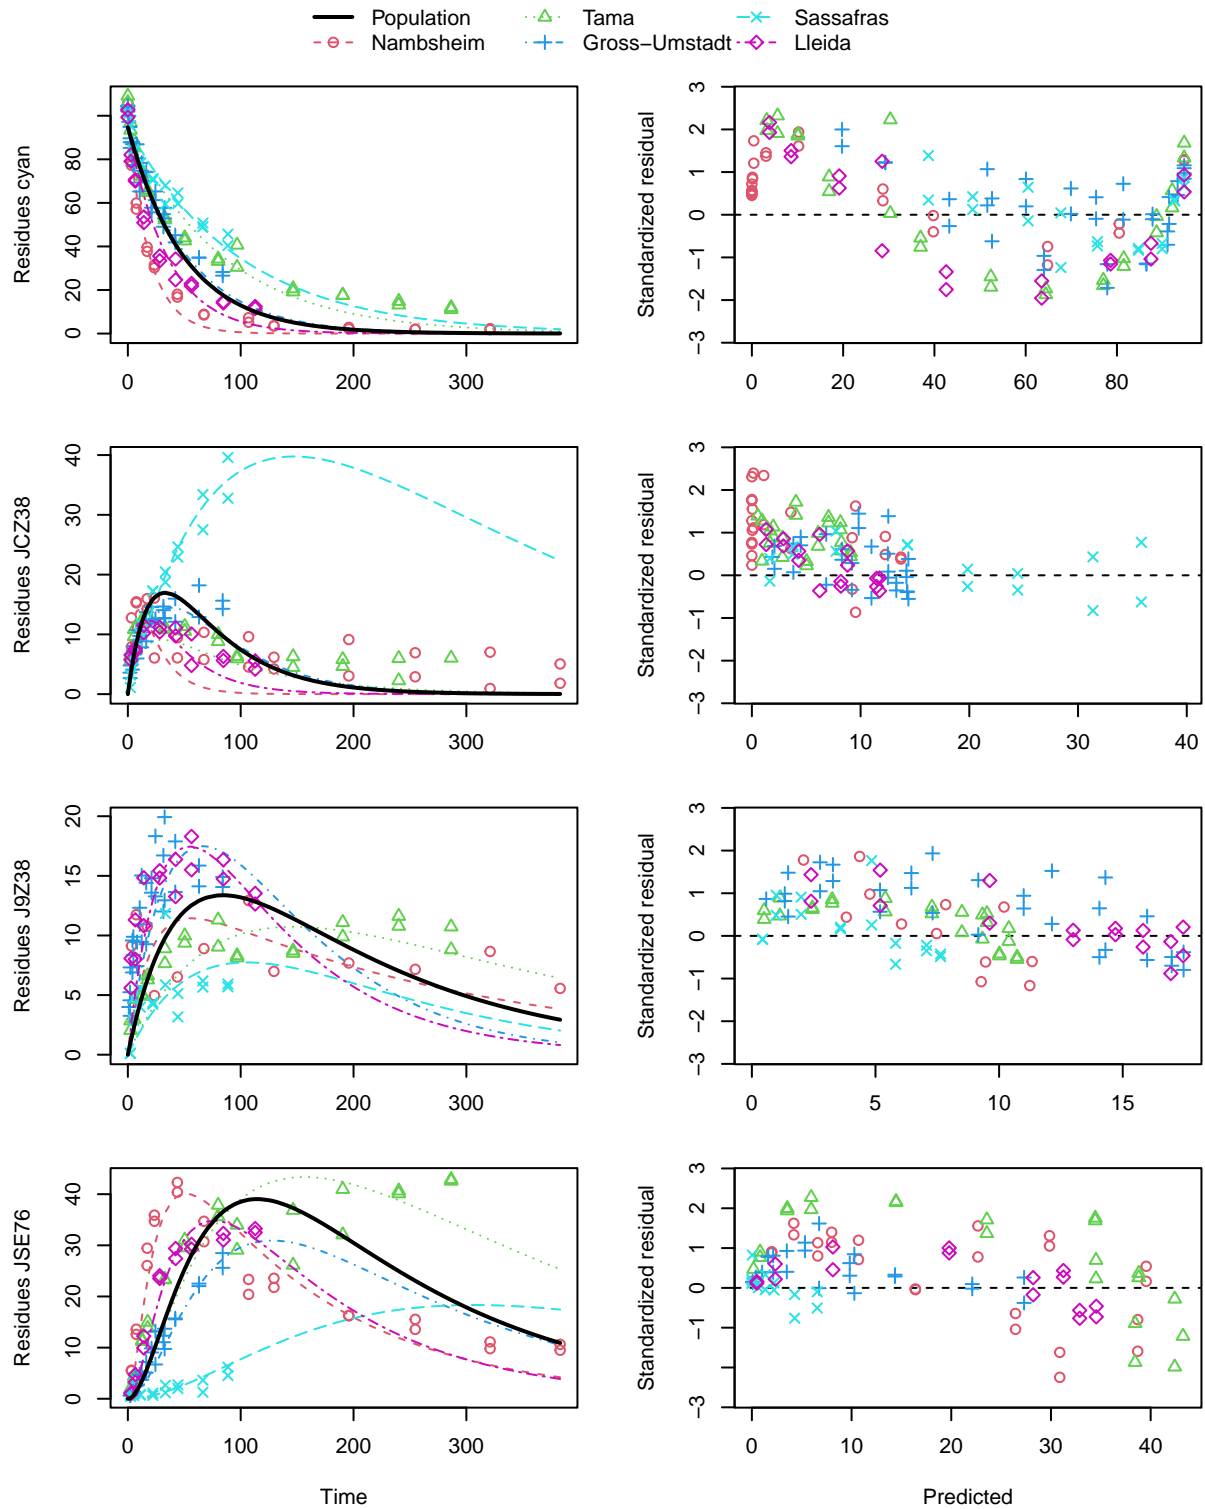 Population Tama Sassafras
Nambsheim Gross−Umstadt Lleida
Residues cyan
0 20 40 60 80
0 100 200 300
Standardized residual
−3 −2 −1 0 1 2 3
0 20 40 60 80
Residues JCZ38
0 10 20 30 40
0 100 200 300
Standardized residual
−3 −2 −1 0 1 2 3
0 10 20 30 40
Residues J9Z38
0 5 10 15 20
0 100 200 300
Standardized residual
−3 −2 −1 0 1 2 3
0 5 10 15
Residues JSE76
0 10 20 30 40
0 100 200 300
Standardized residual
−3 −1 0 1 2 3
0 10 20 30 40
Time Predicted